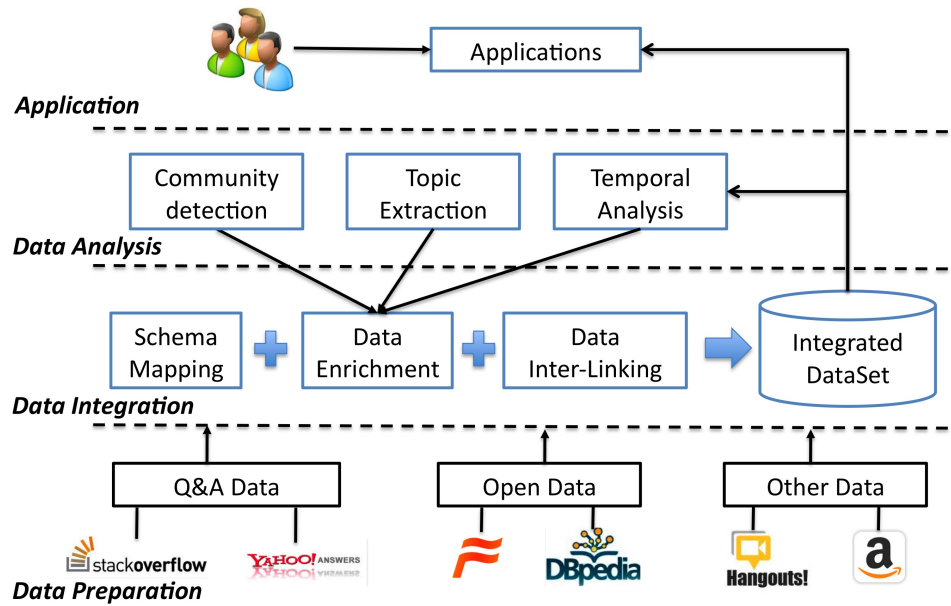 Applications
Application
Community
detection
Topic
Extraction
Temporal
Analysis
Data Analysis
Schema
Mapping
Data
Enrichment
Data
Inter-Linking
Integrated
DataSet
Data Integration
Q&A Data
Open Data
Other Data
stackoverflow
YAHOO! ANSWERS
DBpedia
Hangouts!
a
Data Preparation